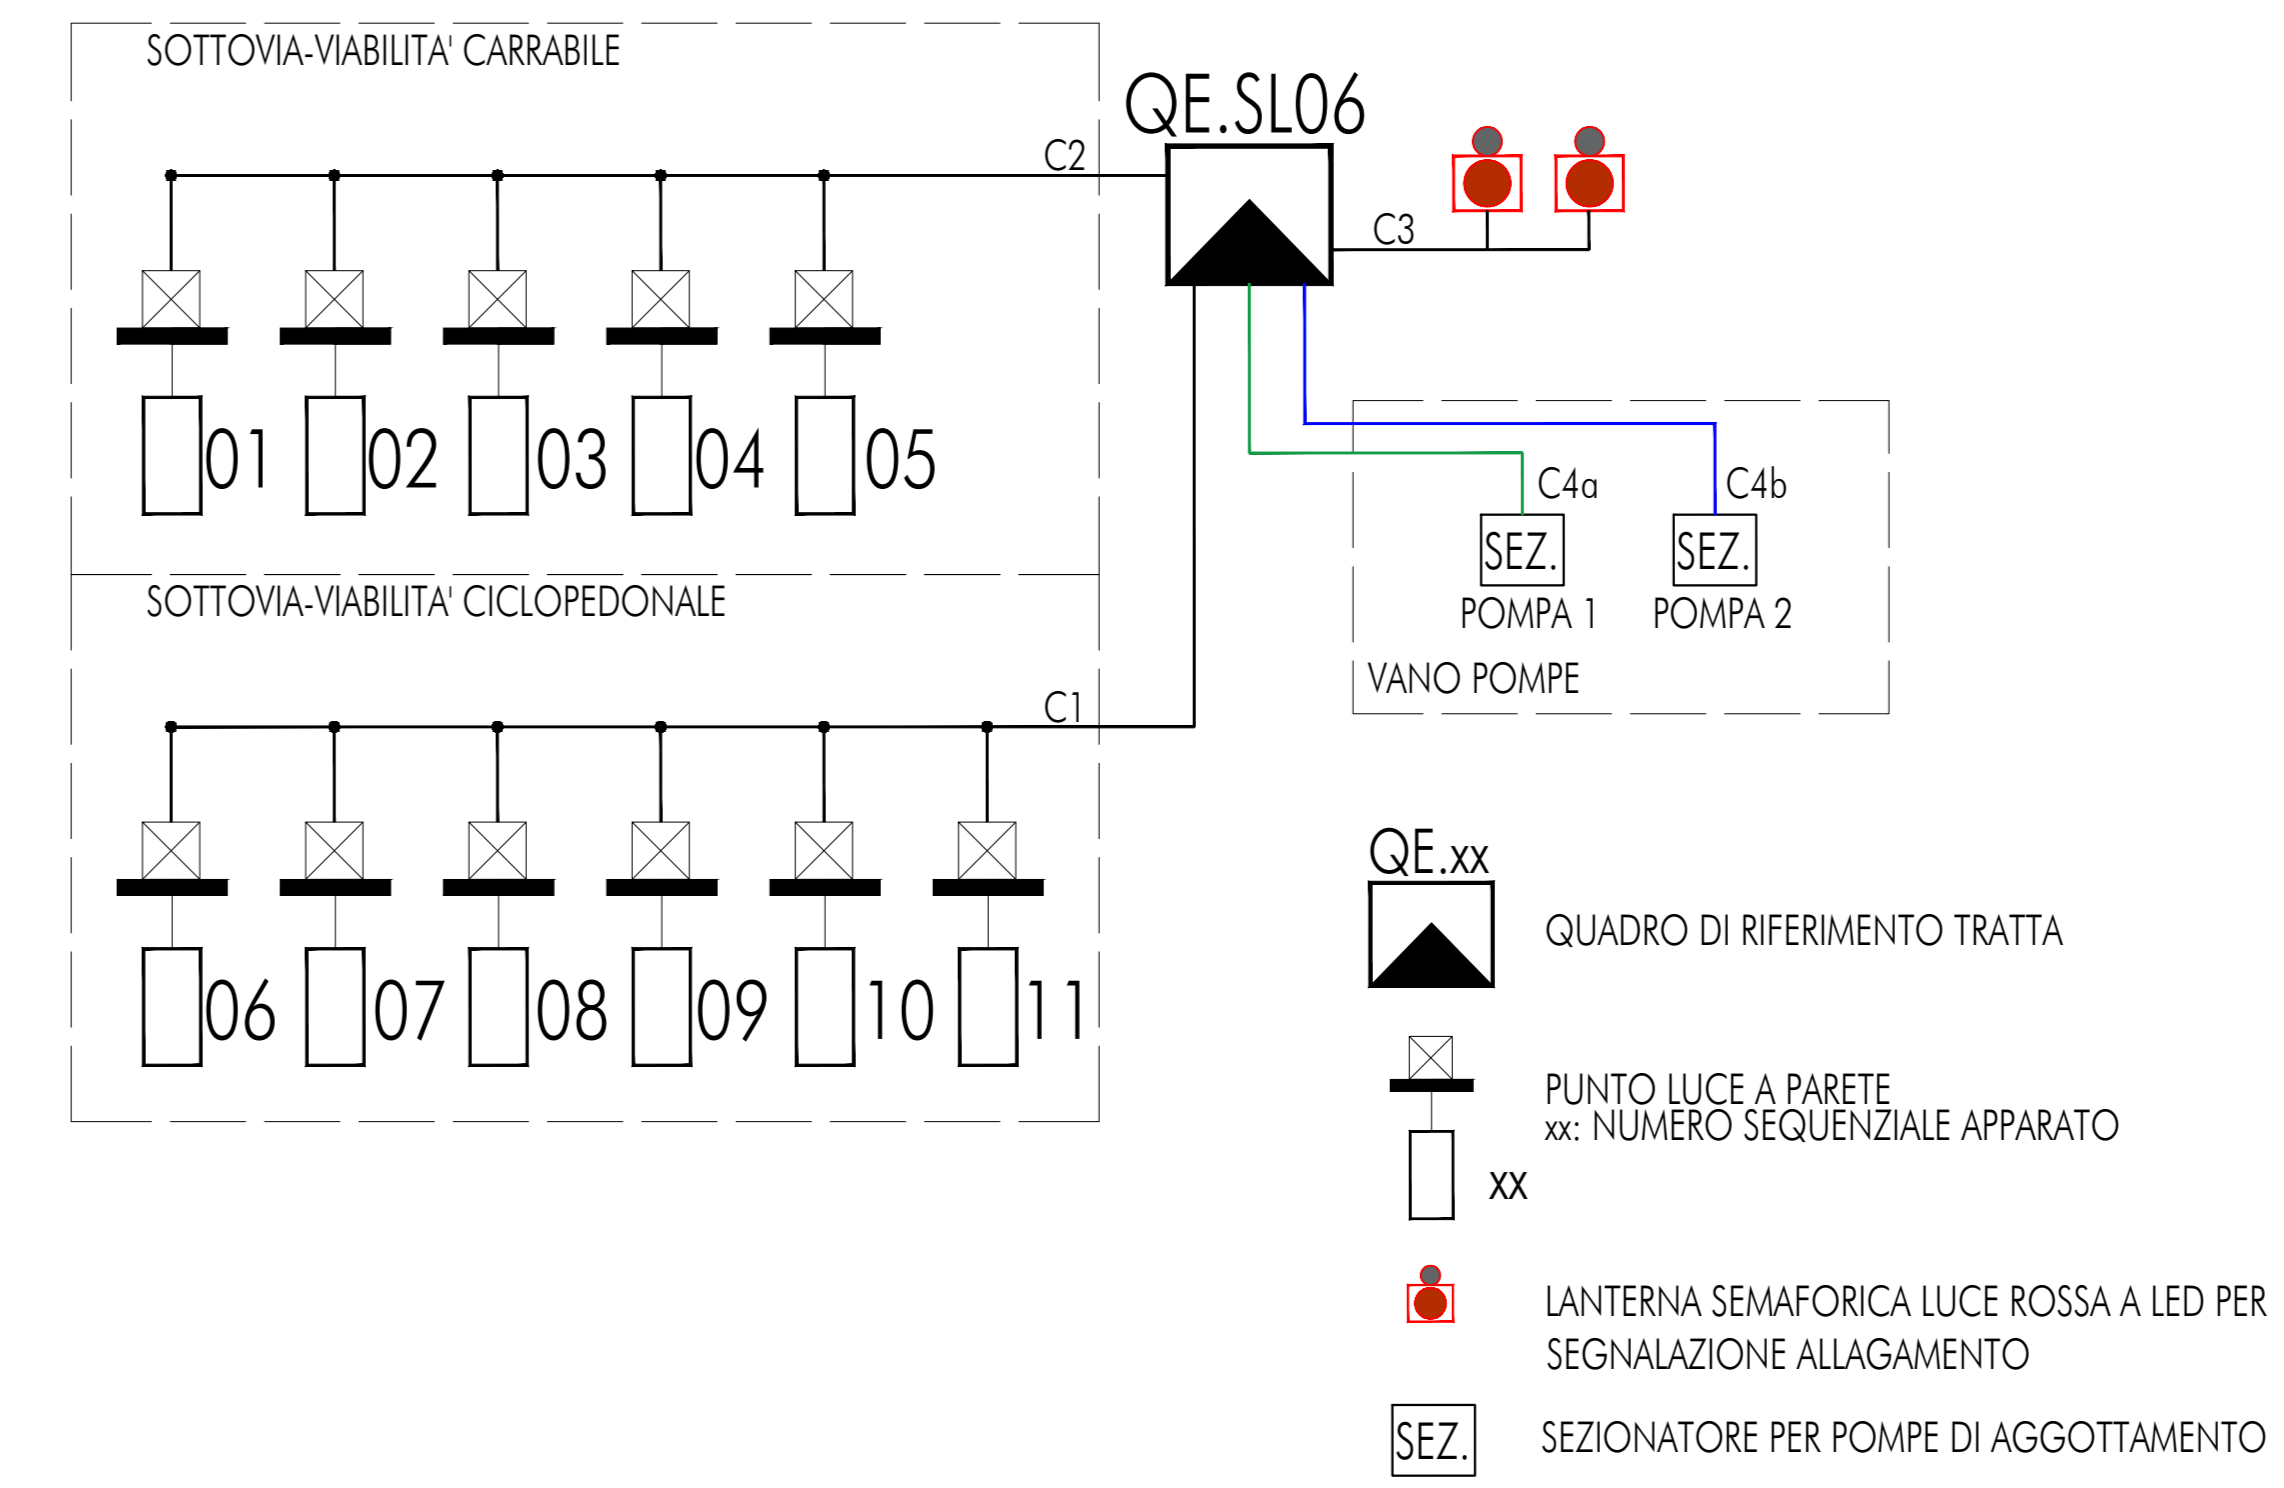 SOTTOVIA-VIABILITA' CARRABILE
QE.SL06
C2
C3
01 02 03 04 05
C4a C4b
SEZ. SEZ.
POMPA 1 POMPA 2
VANO POMPE
SOTTOVIA-VIABILITA' CICLOPEDONALE
C1
06 07 08 09 10 11
QE.xx
QUADRO DI RIFERIMENTO TRATTA
PUNTO LUCE A PARETE
xx: NUMERO SEQUENZIALE APPARATO
xx
LANTERNA SEMAFORICA LUCE ROSSA A LED PER
SEGNALAZIONE ALLAGAMENTO
SEZ.
SEZIONATORE PER POMPE DI AGGOTTAMENTO